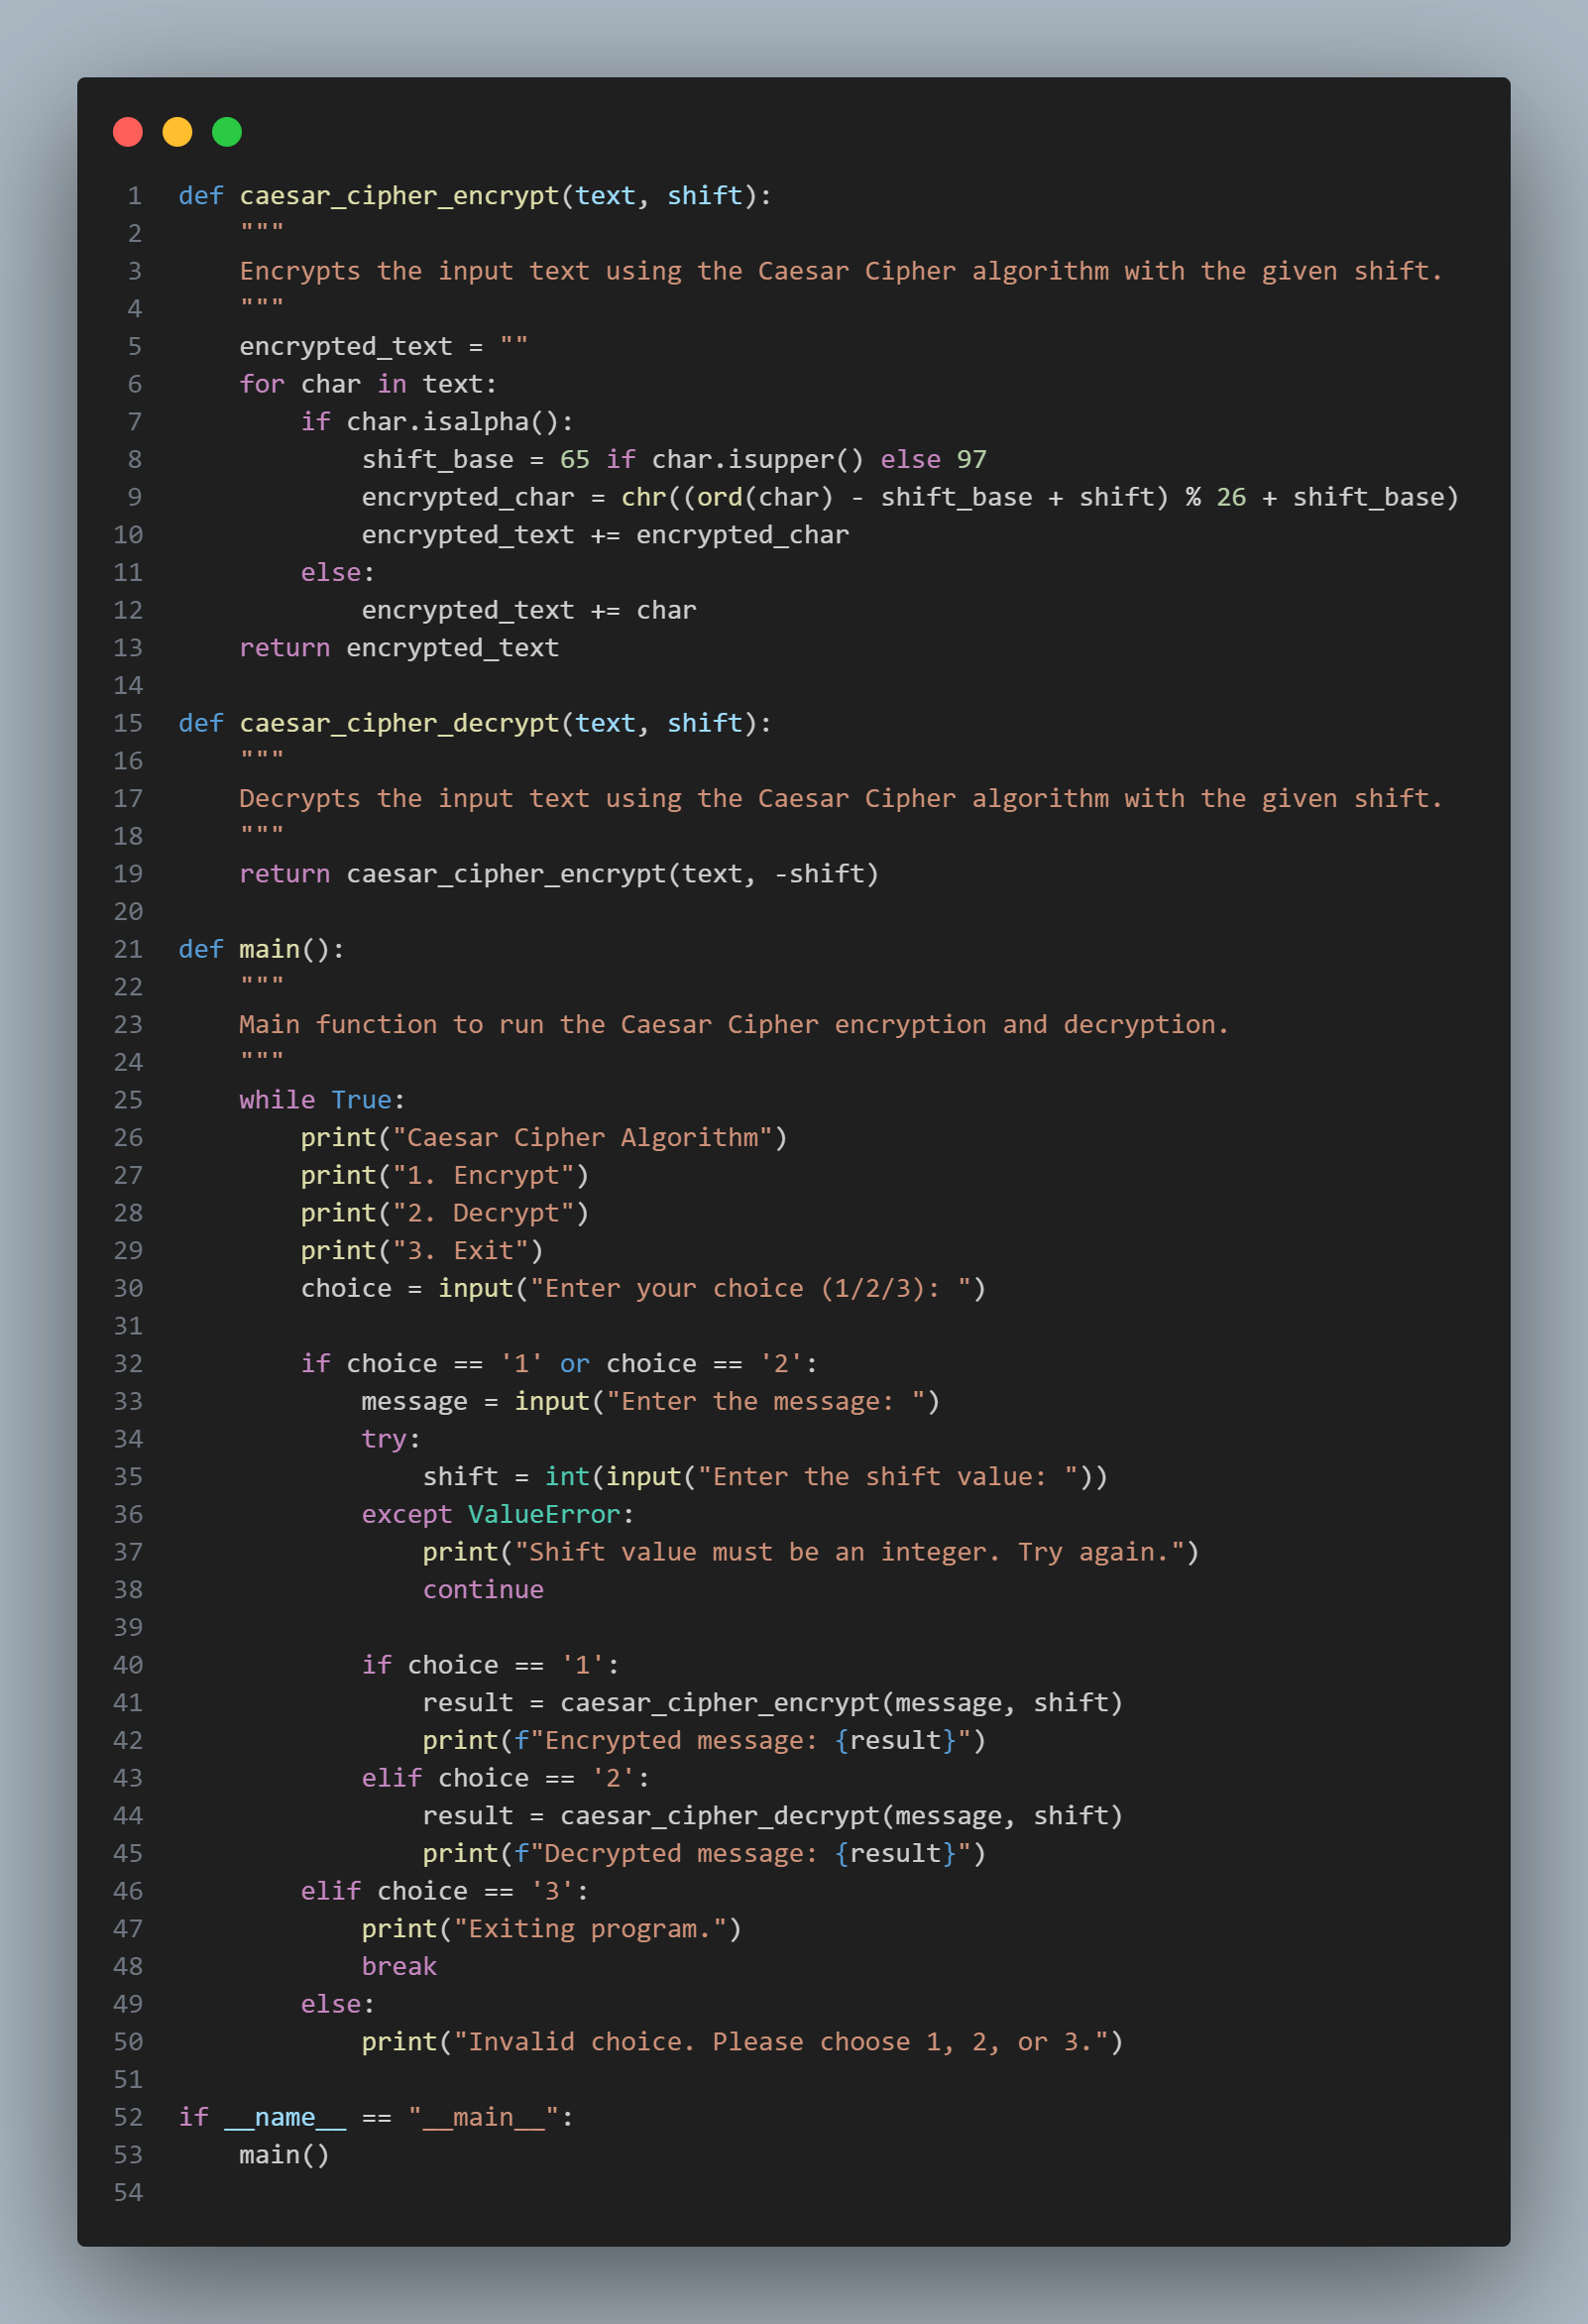 1 def caesar_cipher_encrypt(text, shift):
2     """
3     Encrypts the input text using the Caesar Cipher algorithm with the given shift.
4     """
5     encrypted_text = ""
6     for char in text:
7         if char.isalpha():
8             shift_base = 65 if char.isupper() else 97
9             encrypted_char = chr((ord(char) - shift_base + shift) % 26 + shift_base)
10             encrypted_text += encrypted_char
11         else:
12             encrypted_text += char
13     return encrypted_text
14
15 def caesar_cipher_decrypt(text, shift):
16     """
17     Decrypts the input text using the Caesar Cipher algorithm with the given shift.
18     """
19     return caesar_cipher_encrypt(text, -shift)
20
21 def main():
22     """
23     Main function to run the Caesar Cipher encryption and decryption.
24     """
25     while True:
26         print("Caesar Cipher Algorithm")
27         print("1. Encrypt")
28         print("2. Decrypt")
29         print("3. Exit")
30         choice = input("Enter your choice (1/2/3): ")
31
32         if choice == '1' or choice == '2':
33             message = input("Enter the message: ")
34             try:
35                 shift = int(input("Enter the shift value: "))
36             except ValueError:
37                 print("Shift value must be an integer. Try again.")
38                 continue
39
40             if choice == '1':
41                 result = caesar_cipher_encrypt(message, shift)
42                 print(f"Encrypted message: {result}")
43             elif choice == '2':
44                 result = caesar_cipher_decrypt(message, shift)
45                 print(f"Decrypted message: {result}")
46         elif choice == '3':
47             print("Exiting program.")
48             break
49         else:
50             print("Invalid choice. Please choose 1, 2, or 3.")
51
52 if __name__ == "__main__":
53     main()
54